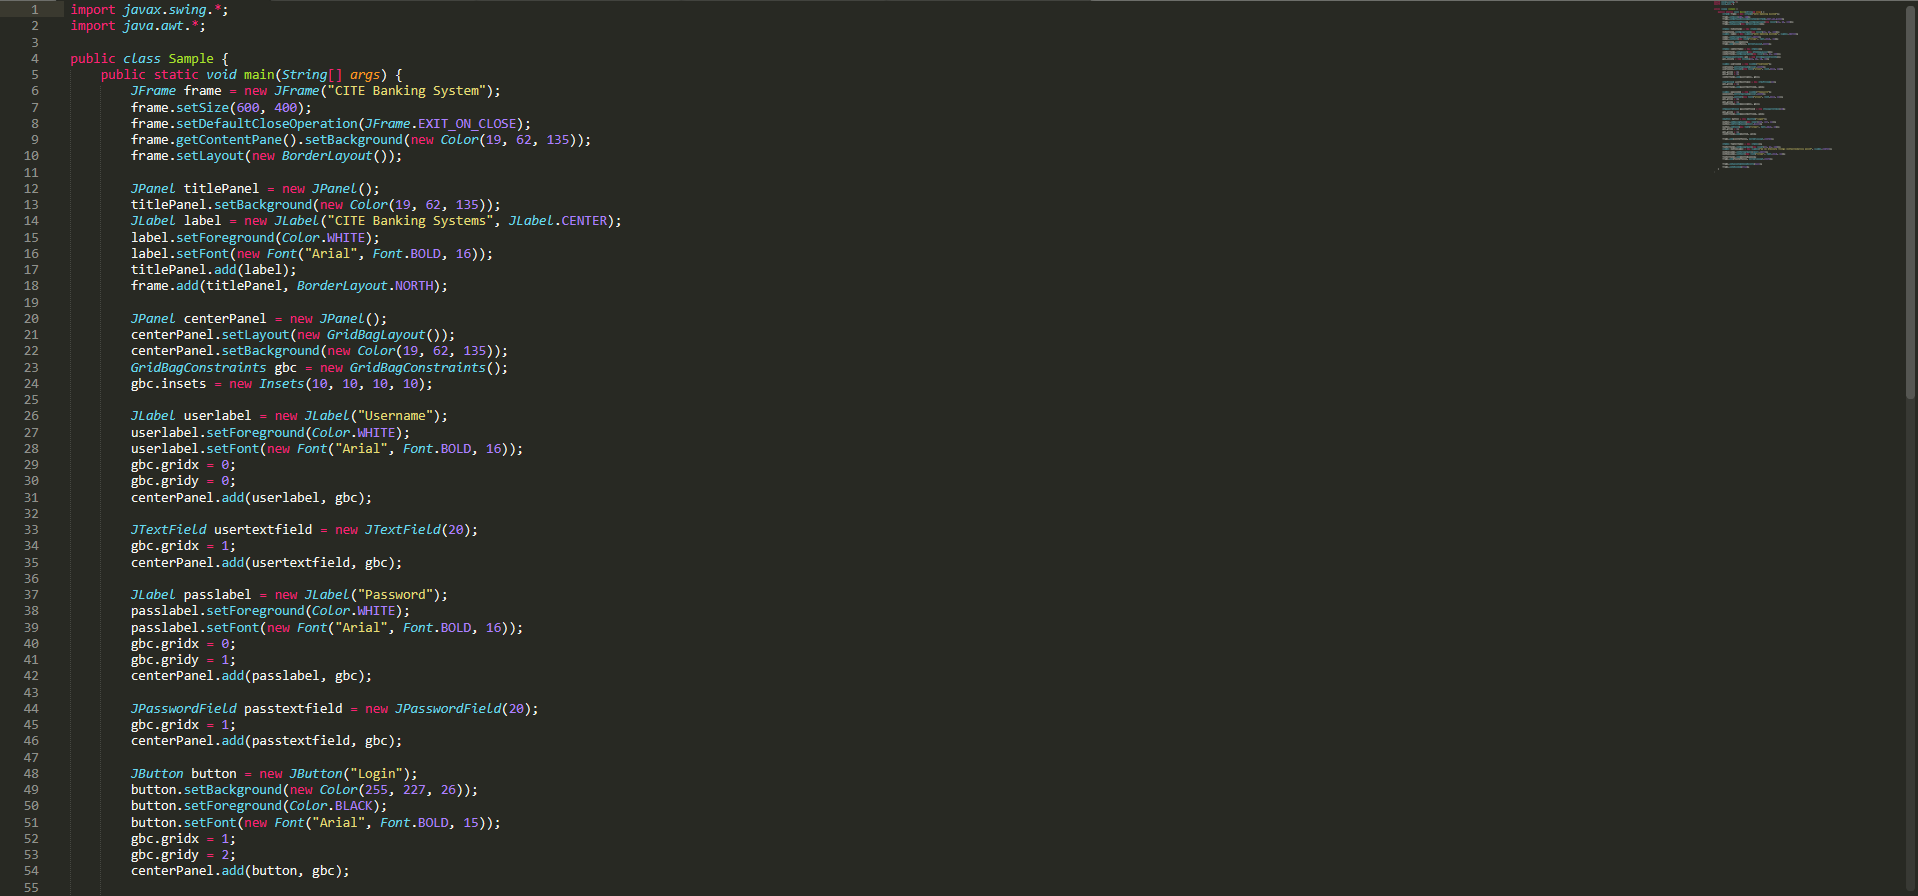 1 import javax.swing.*;
2 import java.awt.*;
3
4 public class Sample {
5     public static void main(String[] args) {
6         JFrame frame = new JFrame("CITE Banking System");
7         frame.setSize(600, 400);
8         frame.setDefaultCloseOperation(JFrame.EXIT_ON_CLOSE);
9         frame.getContentPane().setBackground(new Color(19, 62, 135));
10         frame.setLayout(new BorderLayout());
11
12         JPanel titlePanel = new JPanel();
13         titlePanel.setBackground(new Color(19, 62, 135));
14         JLabel label = new JLabel("CITE Banking Systems", JLabel.CENTER);
15         label.setForeground(Color.WHITE);
16         label.setFont(new Font("Arial", Font.BOLD, 16));
17         titlePanel.add(label);
18         frame.add(titlePanel, BorderLayout.NORTH);
19
20         JPanel centerPanel = new JPanel();
21         centerPanel.setLayout(new GridBagLayout());
22         centerPanel.setBackground(new Color(19, 62, 135));
23         GridBagConstraints gbc = new GridBagConstraints();
24         gbc.insets = new Insets(10, 10, 10, 10);
25
26         JLabel userlabel = new JLabel("Username");
27         userlabel.setForeground(Color.WHITE);
28         userlabel.setFont(new Font("Arial", Font.BOLD, 16));
29         gbc.gridx = 0;
30         gbc.gridy = 0;
31         centerPanel.add(userlabel, gbc);
32
33         JTextField usertextfield = new JTextField(20);
34         gbc.gridx = 1;
35         centerPanel.add(usertextfield, gbc);
36
37         JLabel passlabel = new JLabel("Password");
38         passlabel.setForeground(Color.WHITE);
39         passlabel.setFont(new Font("Arial", Font.BOLD, 16));
40         gbc.gridx = 0;
41         gbc.gridy = 1;
42         centerPanel.add(passlabel, gbc);
43
44         JPasswordField passtextfield = new JPasswordField(20);
45         gbc.gridx = 1;
46         centerPanel.add(passtextfield, gbc);
47
48         JButton button = new JButton("Login");
49         button.setBackground(new Color(255, 227, 26));
50         button.setForeground(Color.BLACK);
51         button.setFont(new Font("Arial", Font.BOLD, 15));
52         gbc.gridx = 1;
53         gbc.gridy = 2;
54         centerPanel.add(button, gbc);
55